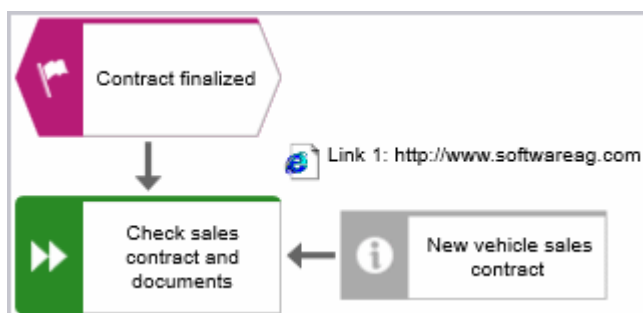 Contract finalized
Link 1: http://www.softwareag.com
Check sales
contract and
documents
New vehicle sales
contract